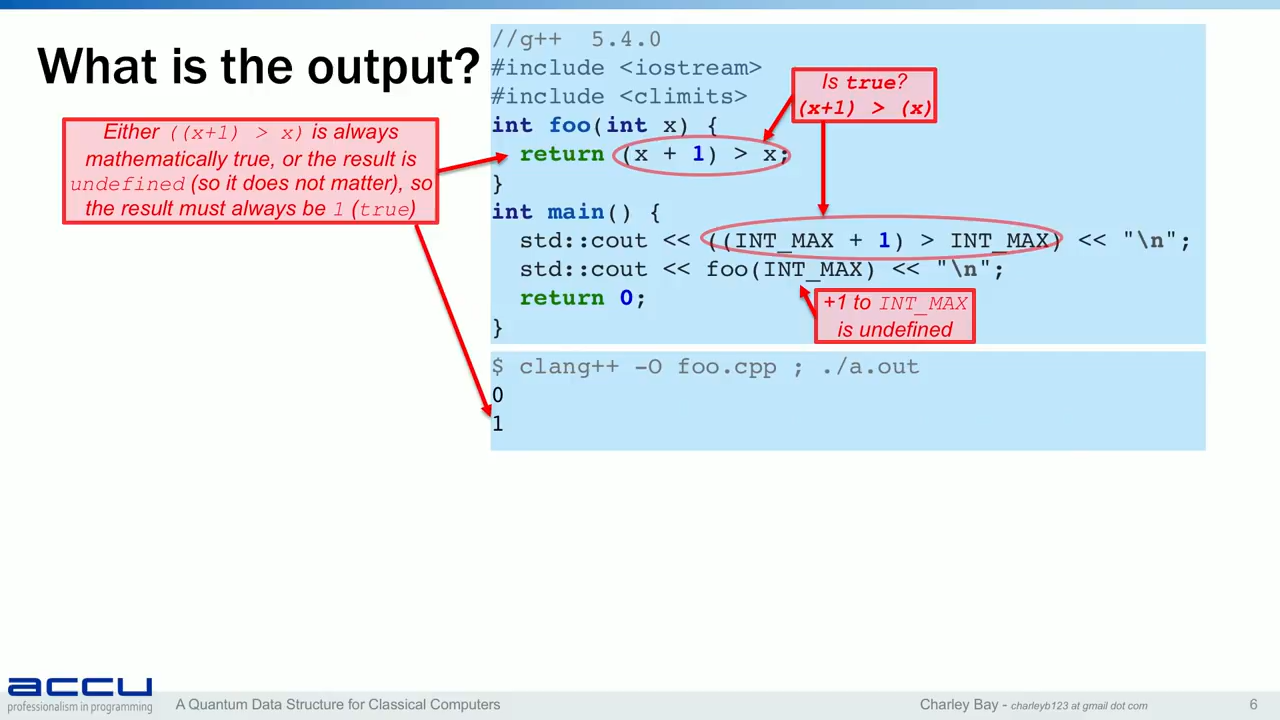 What is the output?
//g++  5.4.0
#include <iostream>
#include <climits>
int foo(int x) {
  return (x + 1) > x;
}
int main() {
  std::cout << ((INT_MAX + 1) > INT_MAX) << "\n";
  std::cout << foo(INT_MAX) << "\n";
  return 0;
}
Is true?
(x+1) > (x)
Either ((x+1) > x) is always
mathematically true, or the result is
undefined (so it does not matter), so
the result must always be 1 (true)
+1 to INT_MAX
is undefined
$ clang++ -O foo.cpp ; ./a.out
0
1
accu
professionalism in programming
A Quantum Data Structure for Classical Computers
Charley Bay - charleyb123 at gmail dot com
6